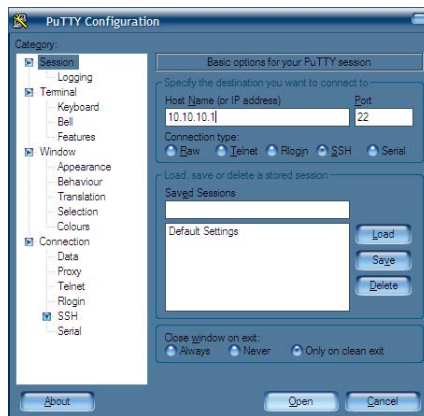 PuTTY Configuration
Category:
Session
Logging
Terminal
Keyboard
Bell
Features
Window
Appearance
Behaviour
Translation
Selection
Colours
Connection
Data
Proxy
Telnet
Rlogin
SSH
Serial
Basic options for your PuTTY session
Specify the destination you want to connect to
Host Name (or IP address) Port
10.10.10.1 22
Connection type:
Raw Telnet Rlogin SSH Serial
Load, save or delete a stored session
Saved Sessions
Default Settings
Load
Save
Delete
Close window on exit:
Always Never Only on clean exit
About Open Cancel